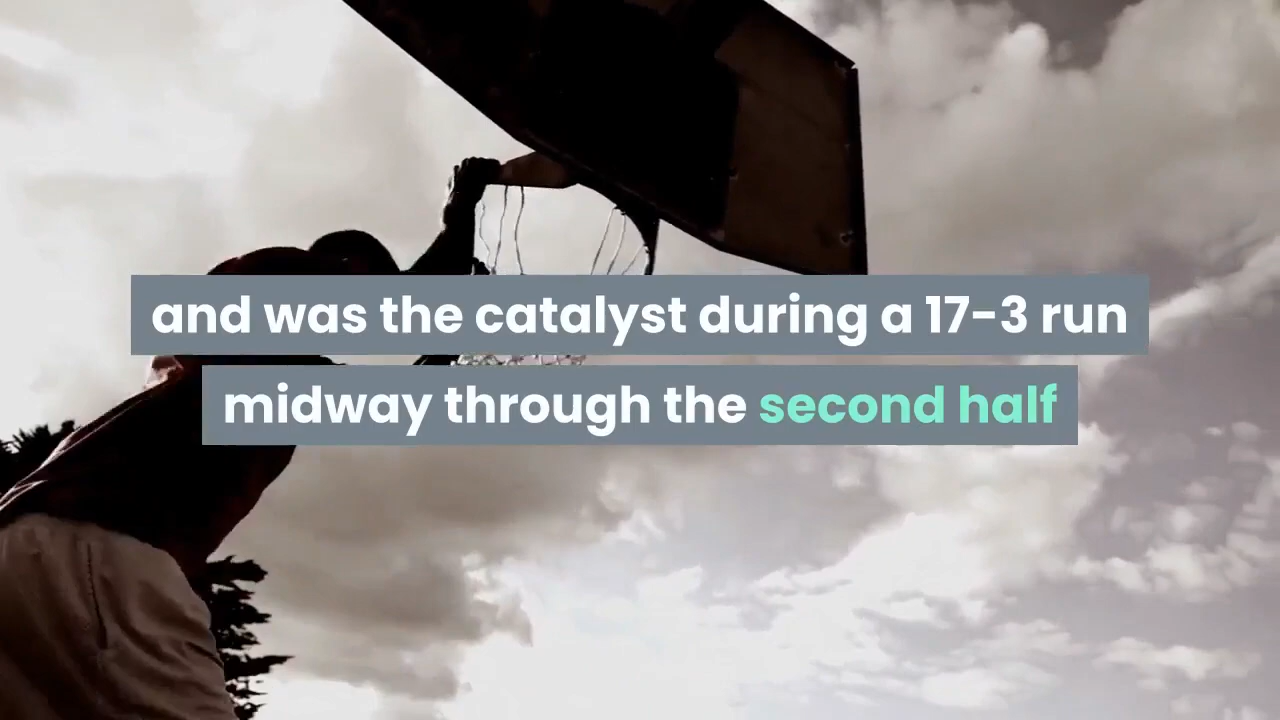 and was the catalyst during a 17-3 run
midway through the second half